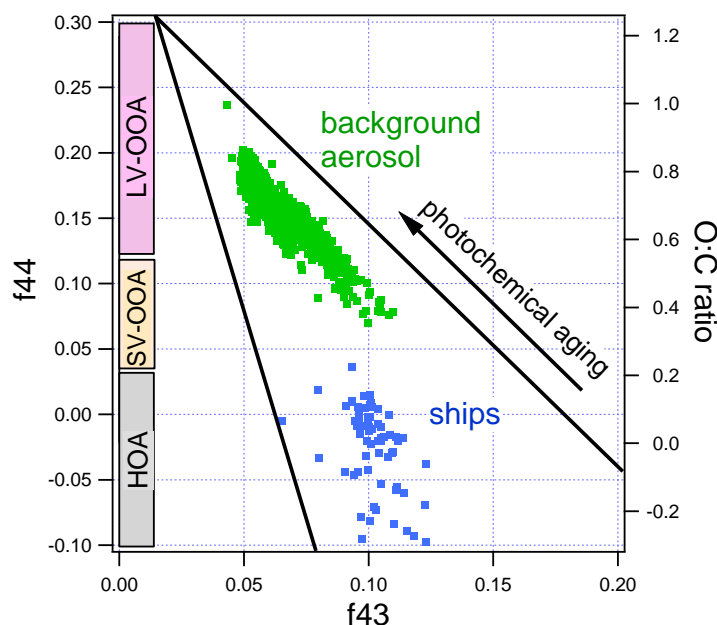 0.30
0.25
0.20
0.15
0.10
0.05
0.00
-0.05
-0.10
f44
LV-OOA
SV-OOA
HOA
background
aerosol
photochemical aging
ships
1.2
1.0
0.8
0.6
0.4
0.2
0.0
-0.2
O:C ratio
0.00
0.05
0.10
0.15
0.20
f43